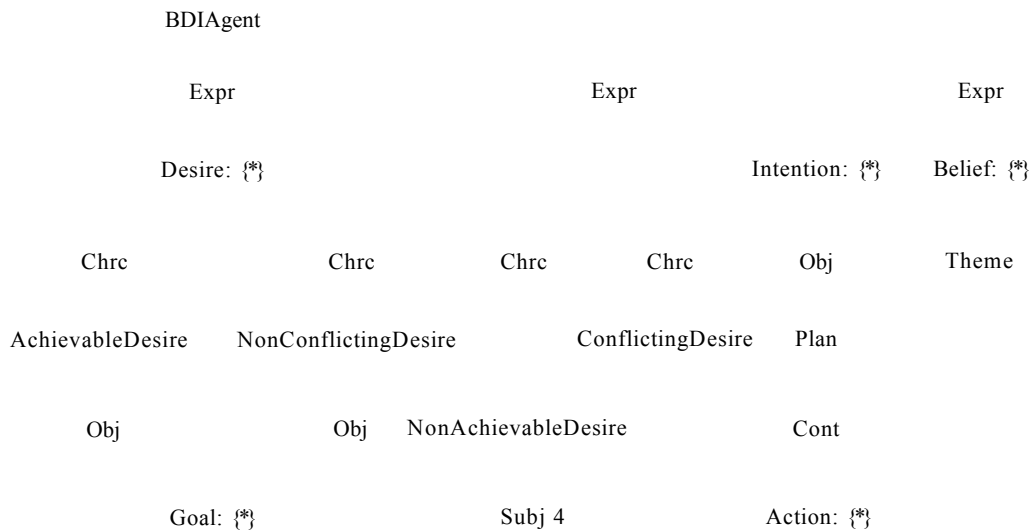 BDIAgent
Expr Expr Expr
Desire: {*} Intention: {*} Belief: {*}
Chrc Chrc Chrc Chrc Obj Theme
AchievableDesire NonConflictingDesire ConflictingDesire Plan
Obj Obj NonAchievableDesire Cont
Goal: {*} Subj 4 Action: {*}